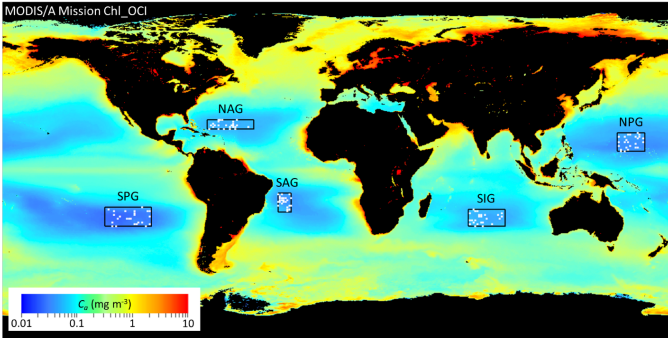 MODIS/A Mission Chl_OCI
NAG
NPG
SPG
SAG
SIG
Ca (mg m-3)
0.01 0.1 1 10